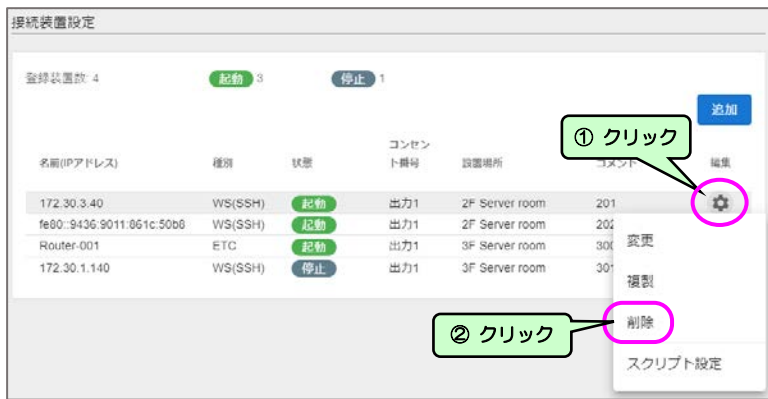 接続装置設定
登録装置数: 4 起動 3 停止 1
追加
① クリック
名前(IPアドレス) 種別 状態 コンセント番号 設置場所 コメント 編集
172.30.3.40 WS(SSH) 起動 出力1 2F Server room 201
fe80::9436:9011:861c:50b8 WS(SSH) 起動 出力1 2F Server room 202
Router-001 ETC 起動 出力1 3F Server room 300
172.30.1.140 WS(SSH) 停止 出力1 3F Server room 301
変更
複製
② クリック
削除
スクリプト設定